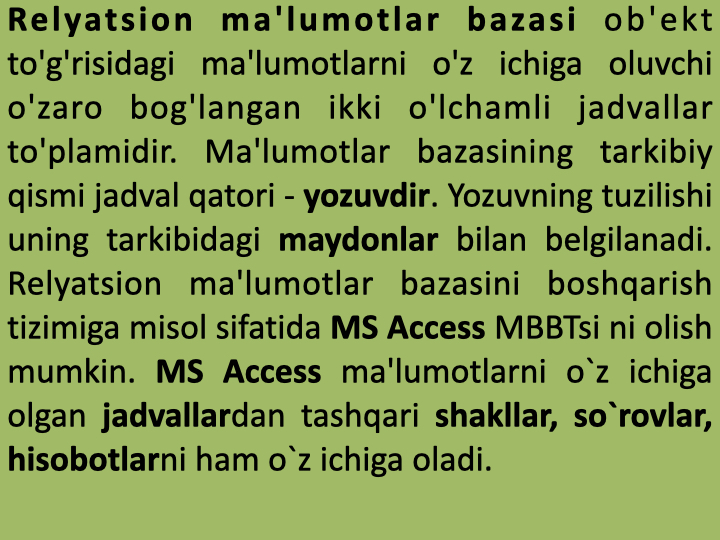 Relyatsion ma'lumotlar bazasi ob'ekt
to'g'risidagi ma'lumotlarni o'z ichiga oluvchi
o'zaro bog'langan ikki o'lchamli jadvallar
to'plamidir. Ma'lumotlar bazasining tarkibiy
qismi jadval qatori - yozuvdir. Yozuvning tuzilishi
uning tarkibidagi maydonlar bilan belgilanadi.
Relyatsion ma'lumotlar bazasini boshqarish
tizimiga misol sifatida MS Access MBBTsi ni olish
mumkin. MS Access ma'lumotlarni o`z ichiga
olgan jadvallardan tashqari shakllar, so`rovlar,
hisobotlarni ham o`z ichiga oladi.